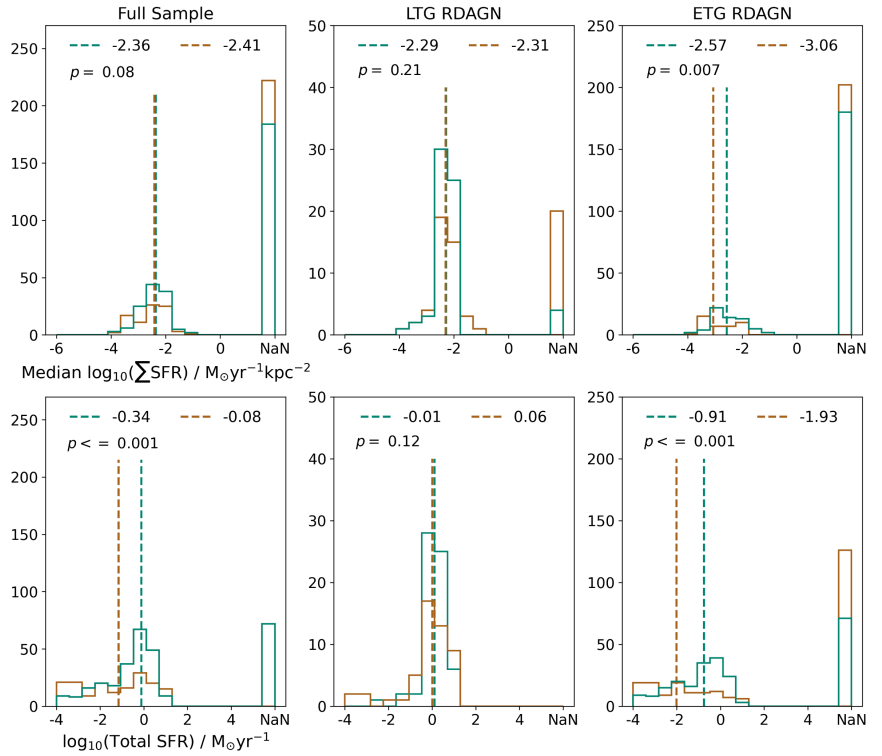 Full Sample LTG RDAGN ETG RDAGN
-2.36 -2.41
p = 0.08
-2.29 -2.31
p = 0.21
-2.57 -3.06
p = 0.007
250
200
150
100
50
0
50
40
30
20
10
0
250
200
150
100
50
0
-6 -4 -2 0 NaN
-6 -4 -2 0 NaN
-6 -4 -2 0 NaN
Median log₁₀(∑SFR) / M⊙yr⁻¹kpc⁻²
-0.34 -0.08
p <= 0.001
-0.01 0.06
p = 0.12
-0.91 -1.93
p <= 0.001
250
200
150
100
50
0
50
40
30
20
10
0
250
200
150
100
50
0
-4 -2 0 2 4 NaN
-4 -2 0 2 4 NaN
-4 -2 0 2 4 NaN
log₁₀(Total SFR) / M⊙yr⁻¹